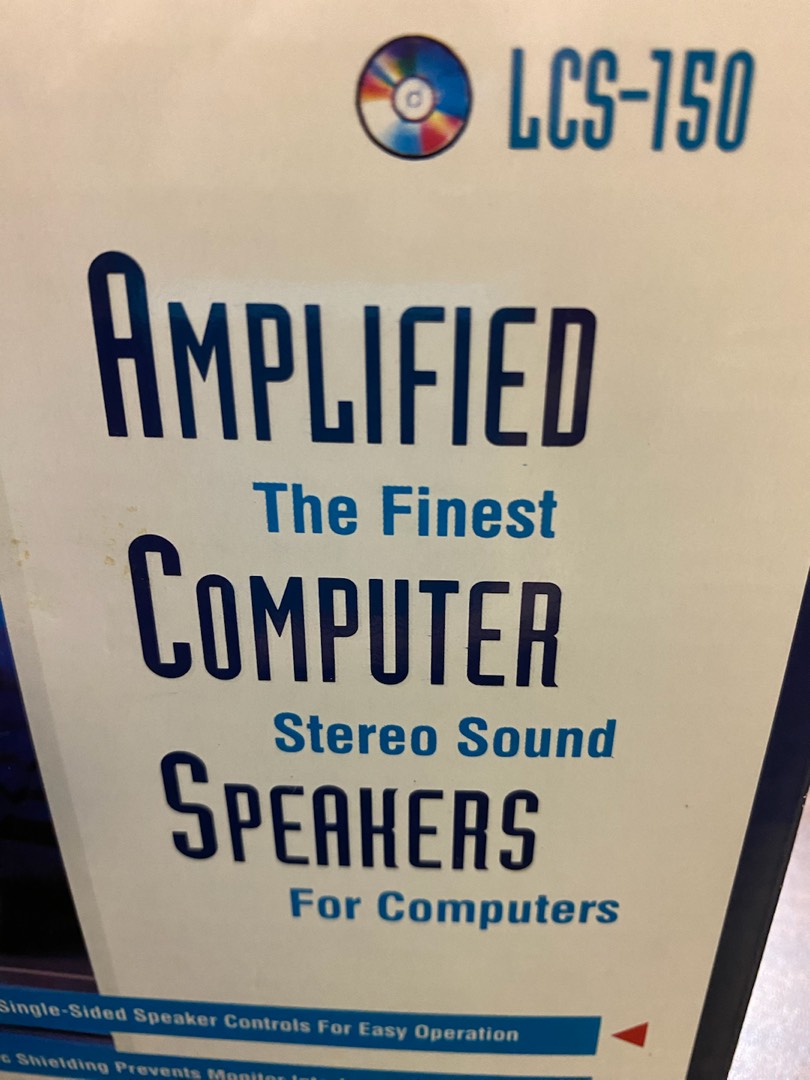 LCS-150
AMPLIFIED
The Finest
COMPUTER
Stereo Sound
SPEAKERS
For Computers
Single-Sided Speaker Controls For Easy Operation
Shielding Prevents Monitor